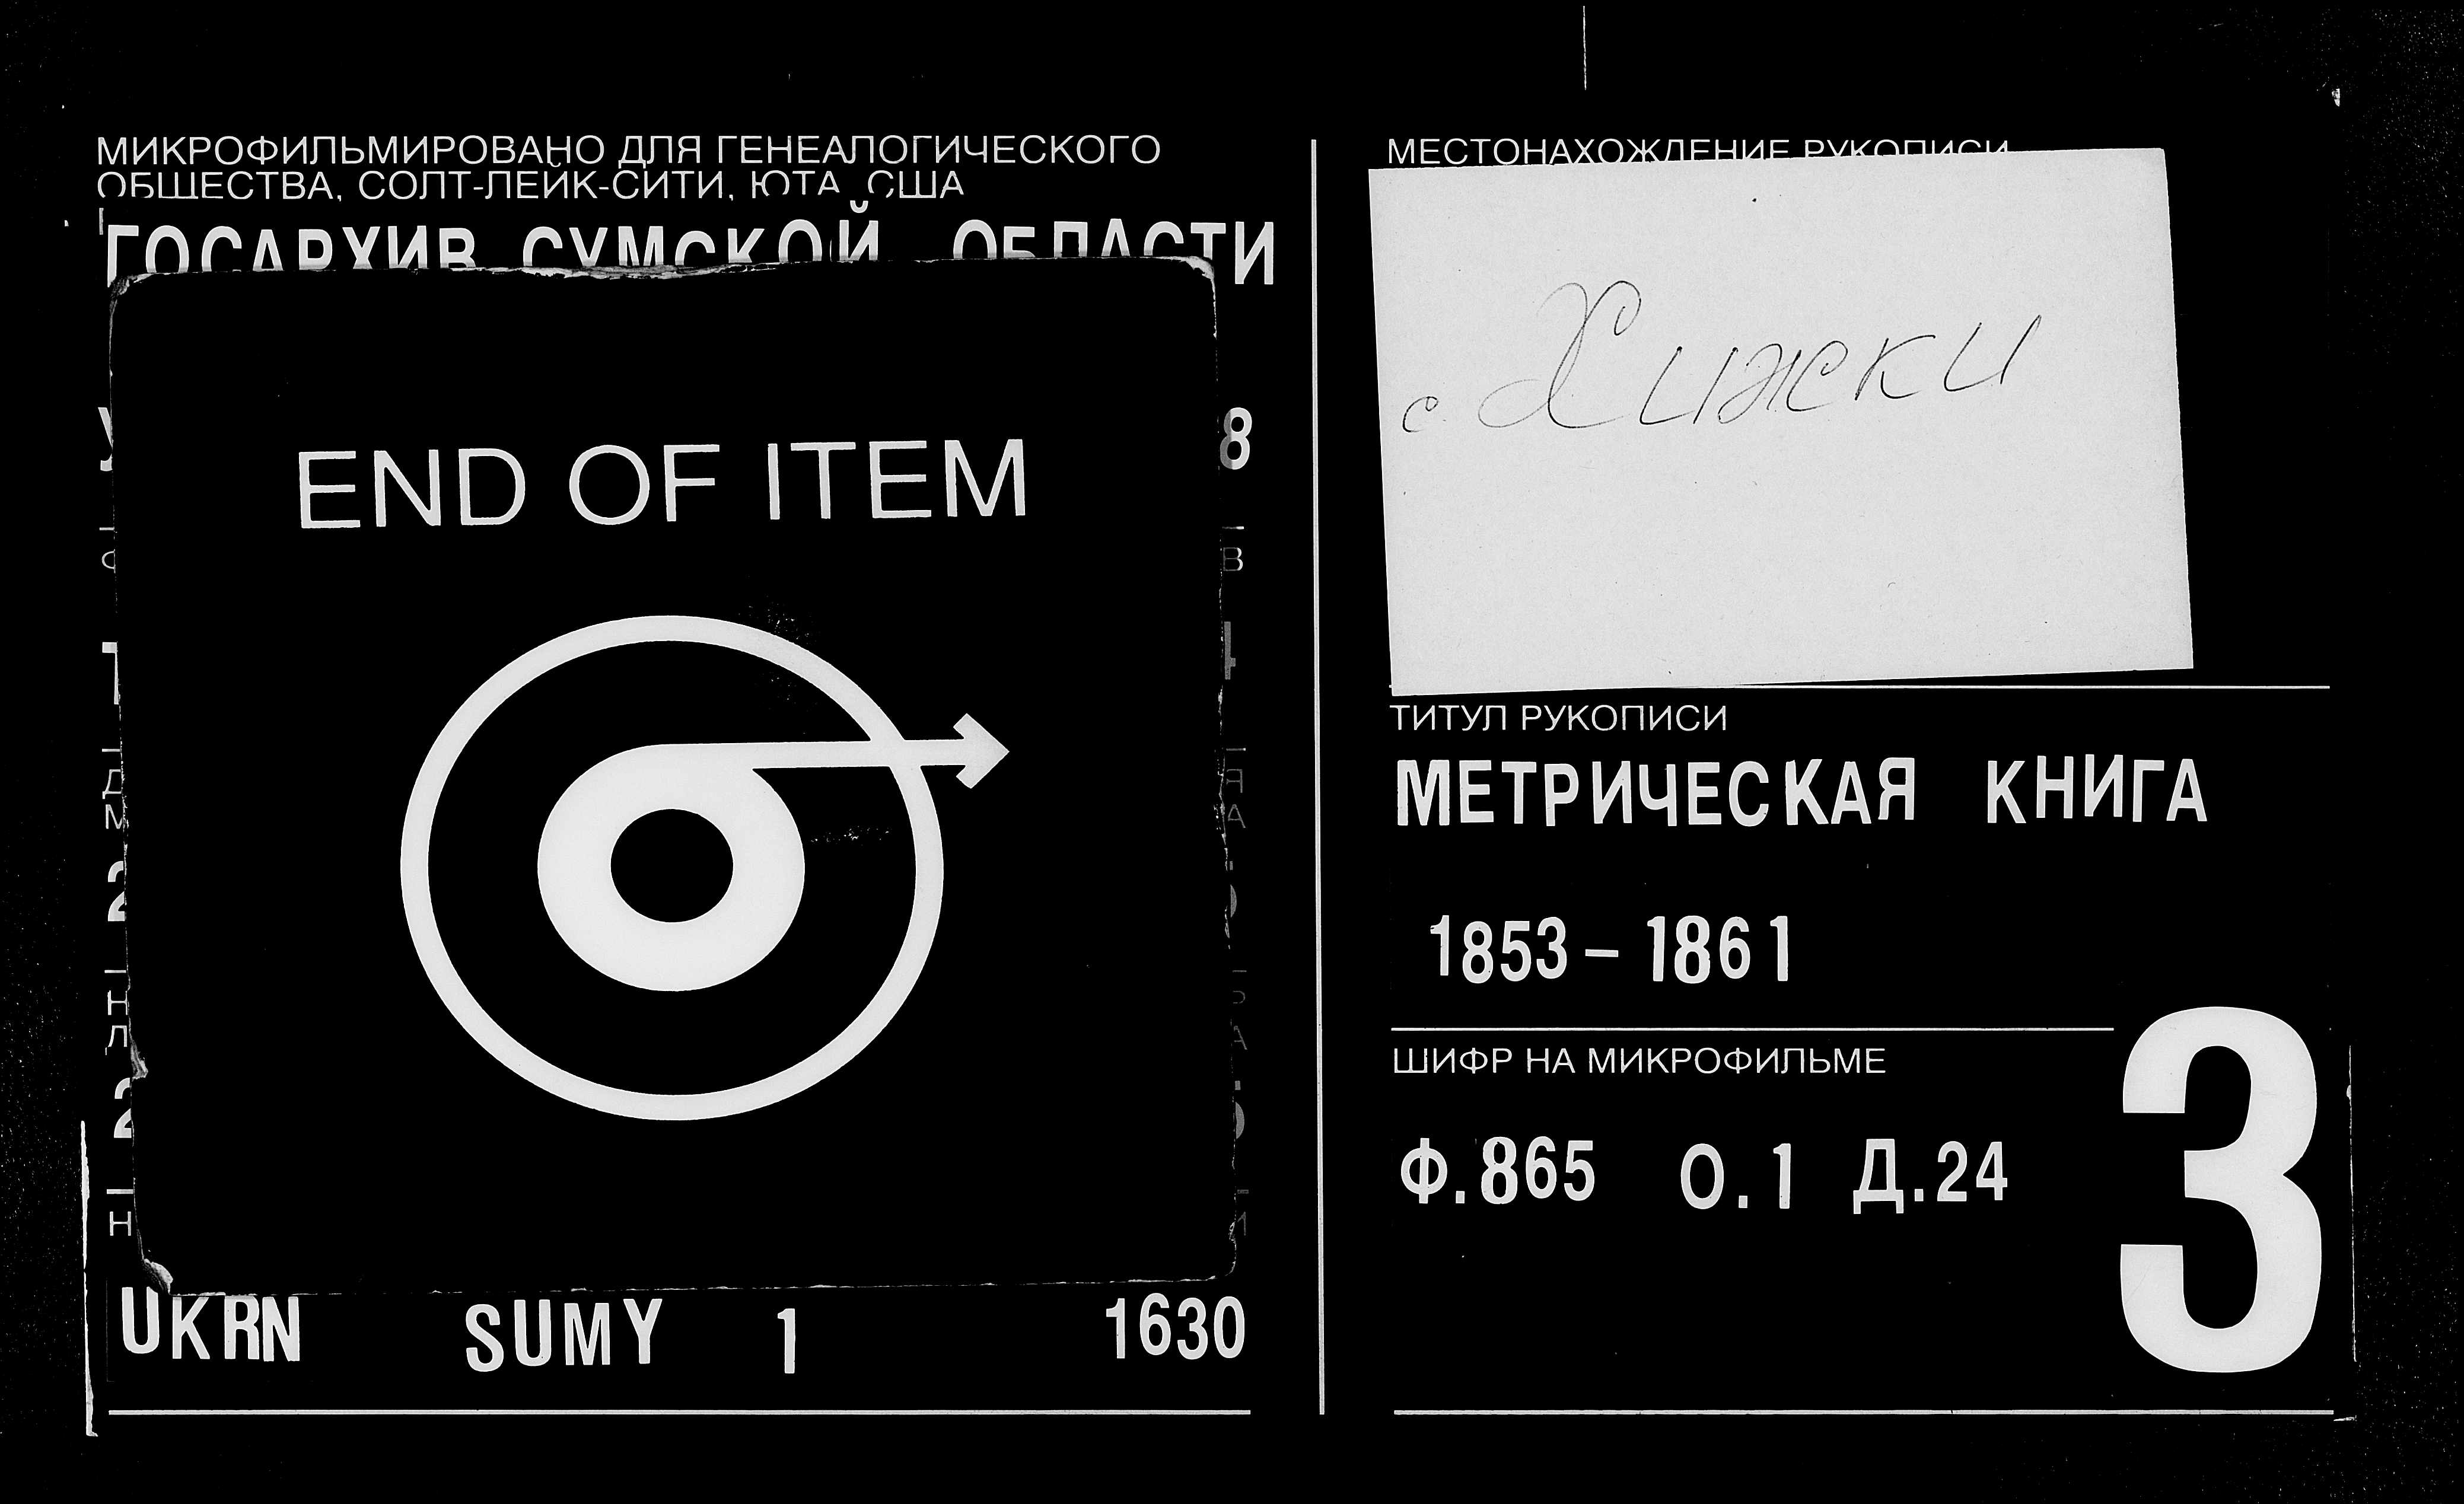 МИКРОФИЛЬМИРОВАНО ДЛЯ ГЕНЕАЛОГИЧЕСКОГО
ОБЩЕСТВА, СОЛТ-ЛЕЙК-СИТИ, ЮТА, США
ГОСАРХИВ СУМСКОЙ ОБЛАСТИ
END OF ITEM
UKRN SUMY 1 1630
МЕСТОНАХОЖДЕНИЕ РУКОПИСИ
с. Хижки
ТИТУЛ РУКОПИСИ
МЕТРИЧЕСКАЯ КНИГА
1853 – 1861
ШИФР НА МИКРОФИЛЬМЕ
Ф.865 О.1 Д.24
3